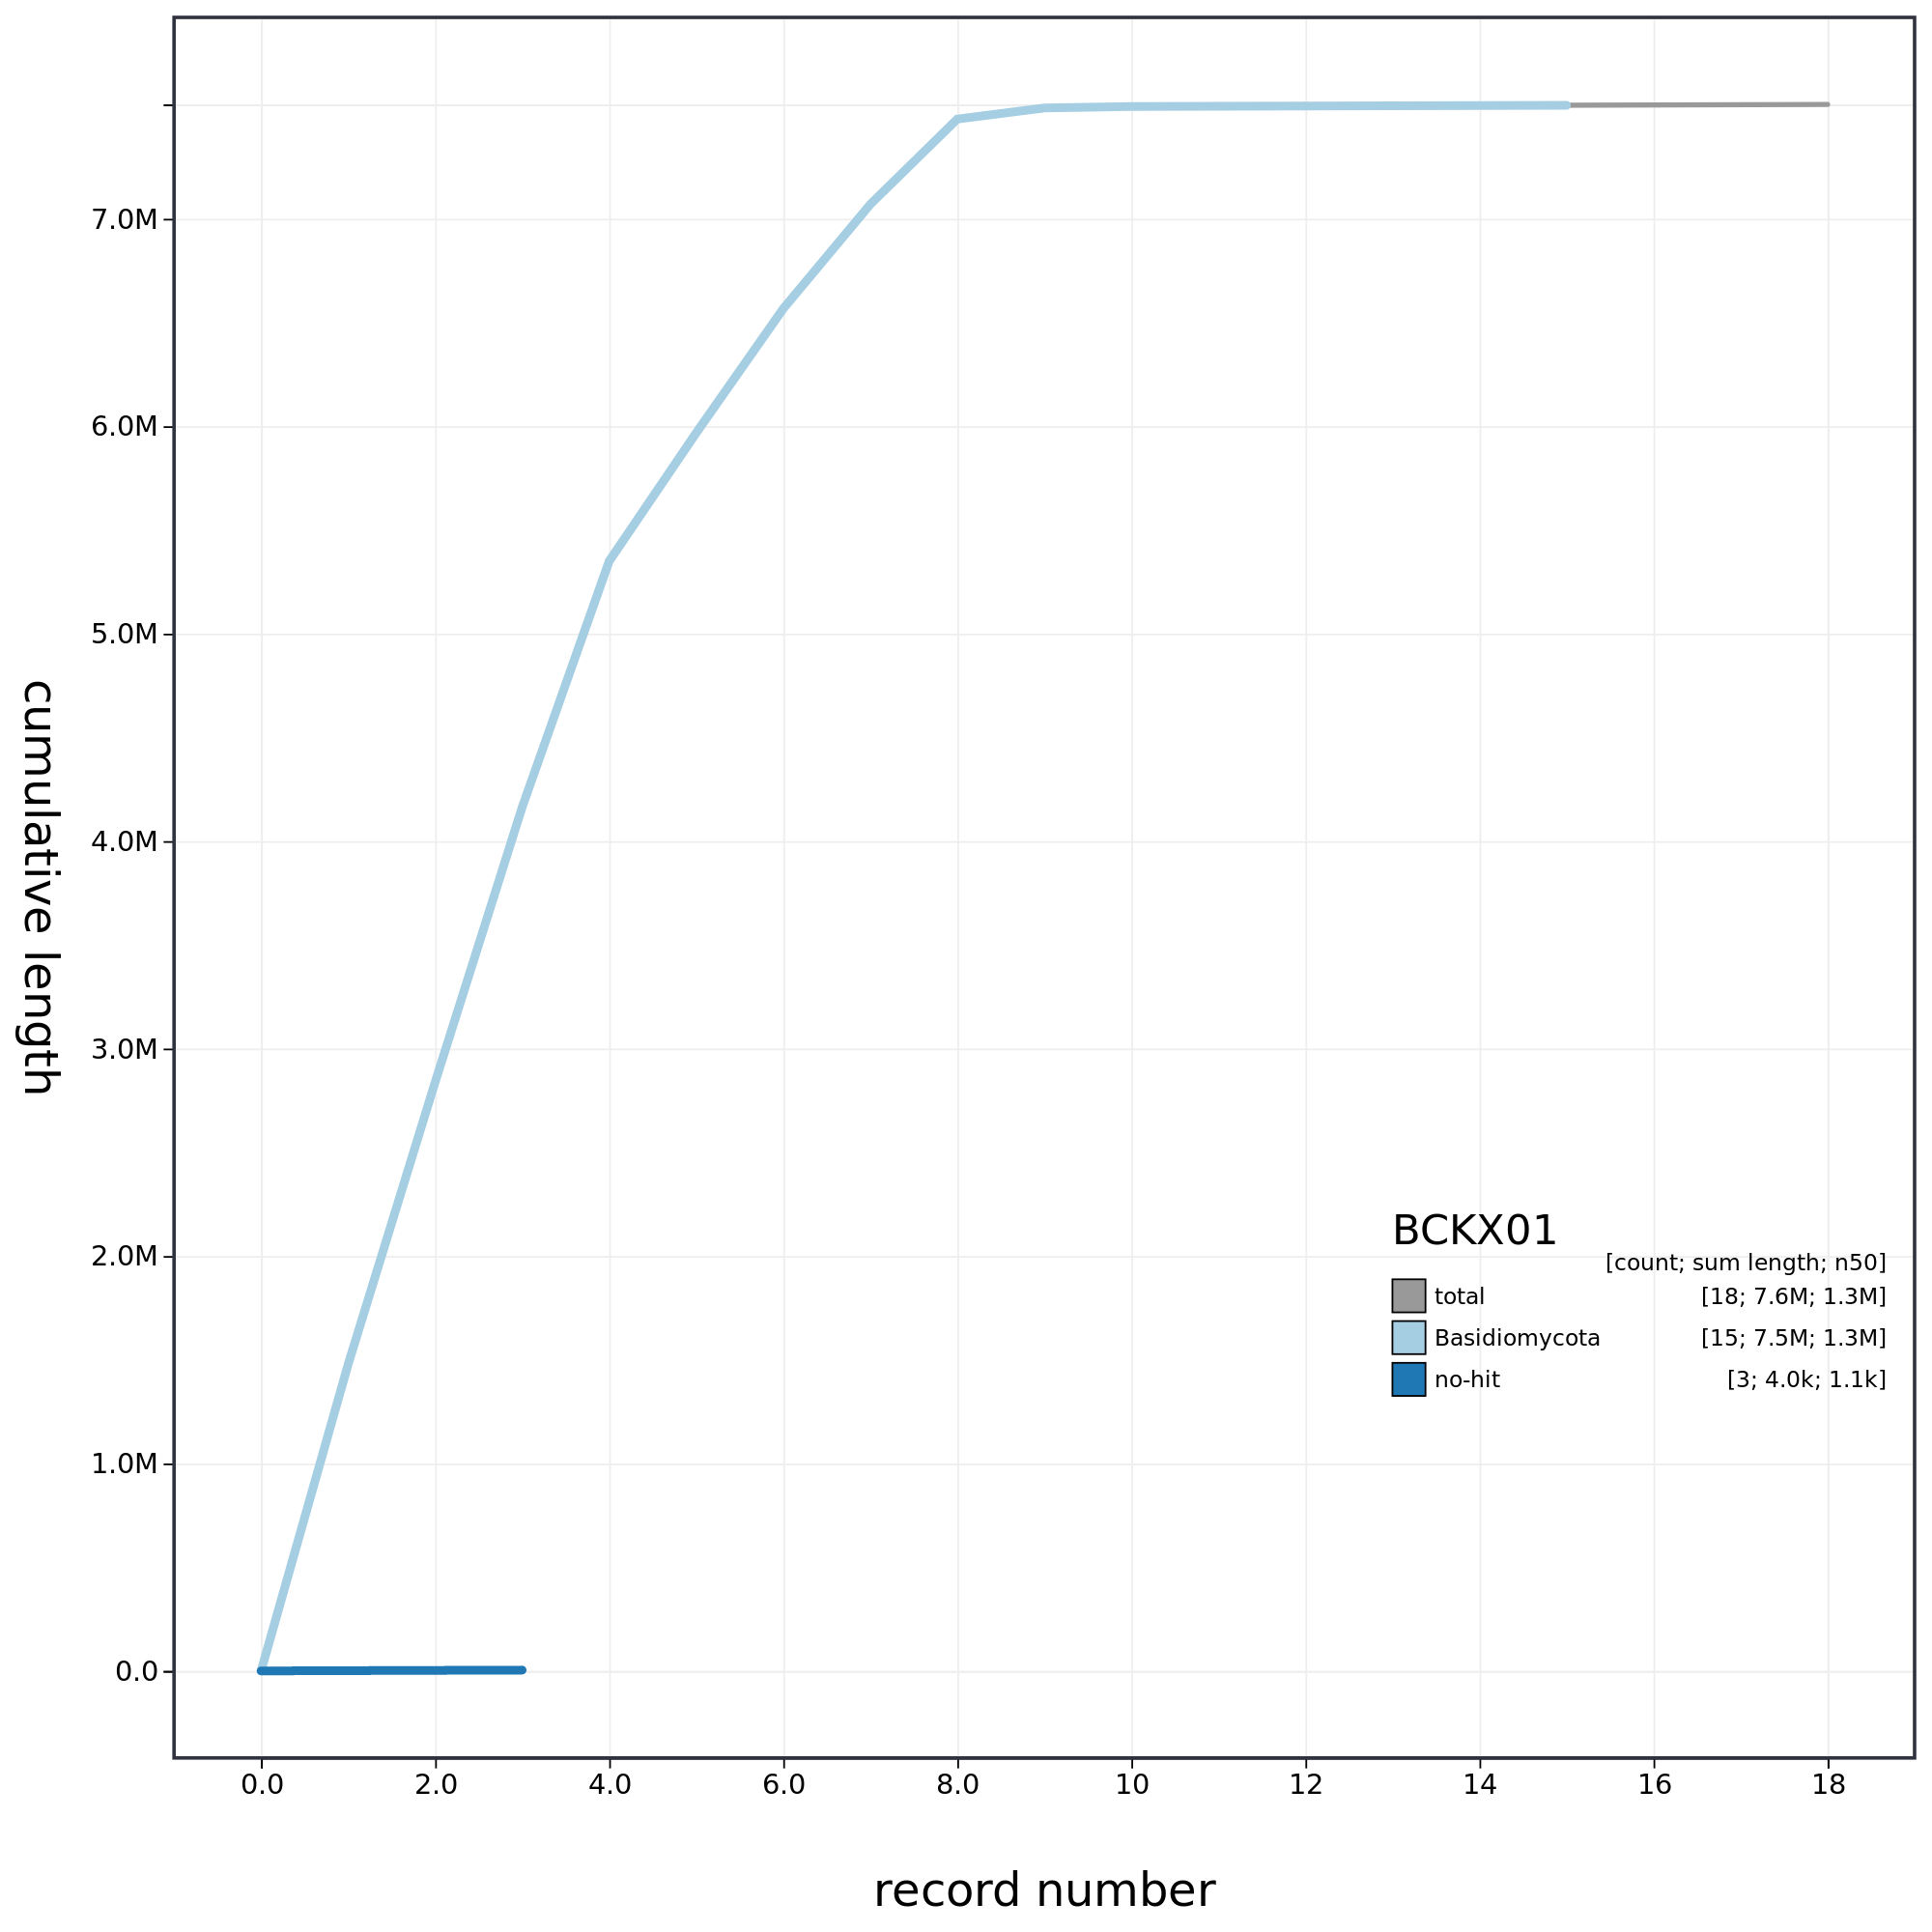 7.0M
6.0M
5.0M
4.0M
3.0M
2.0M
1.0M
0.0
cumulative length
BCKX01
[count; sum length; n50]
total [18; 7.6M; 1.3M]
Basidiomycota [15; 7.5M; 1.3M]
no-hit [3; 4.0k; 1.1k]
0.0 2.0 4.0 6.0 8.0 10 12 14 16 18
record number